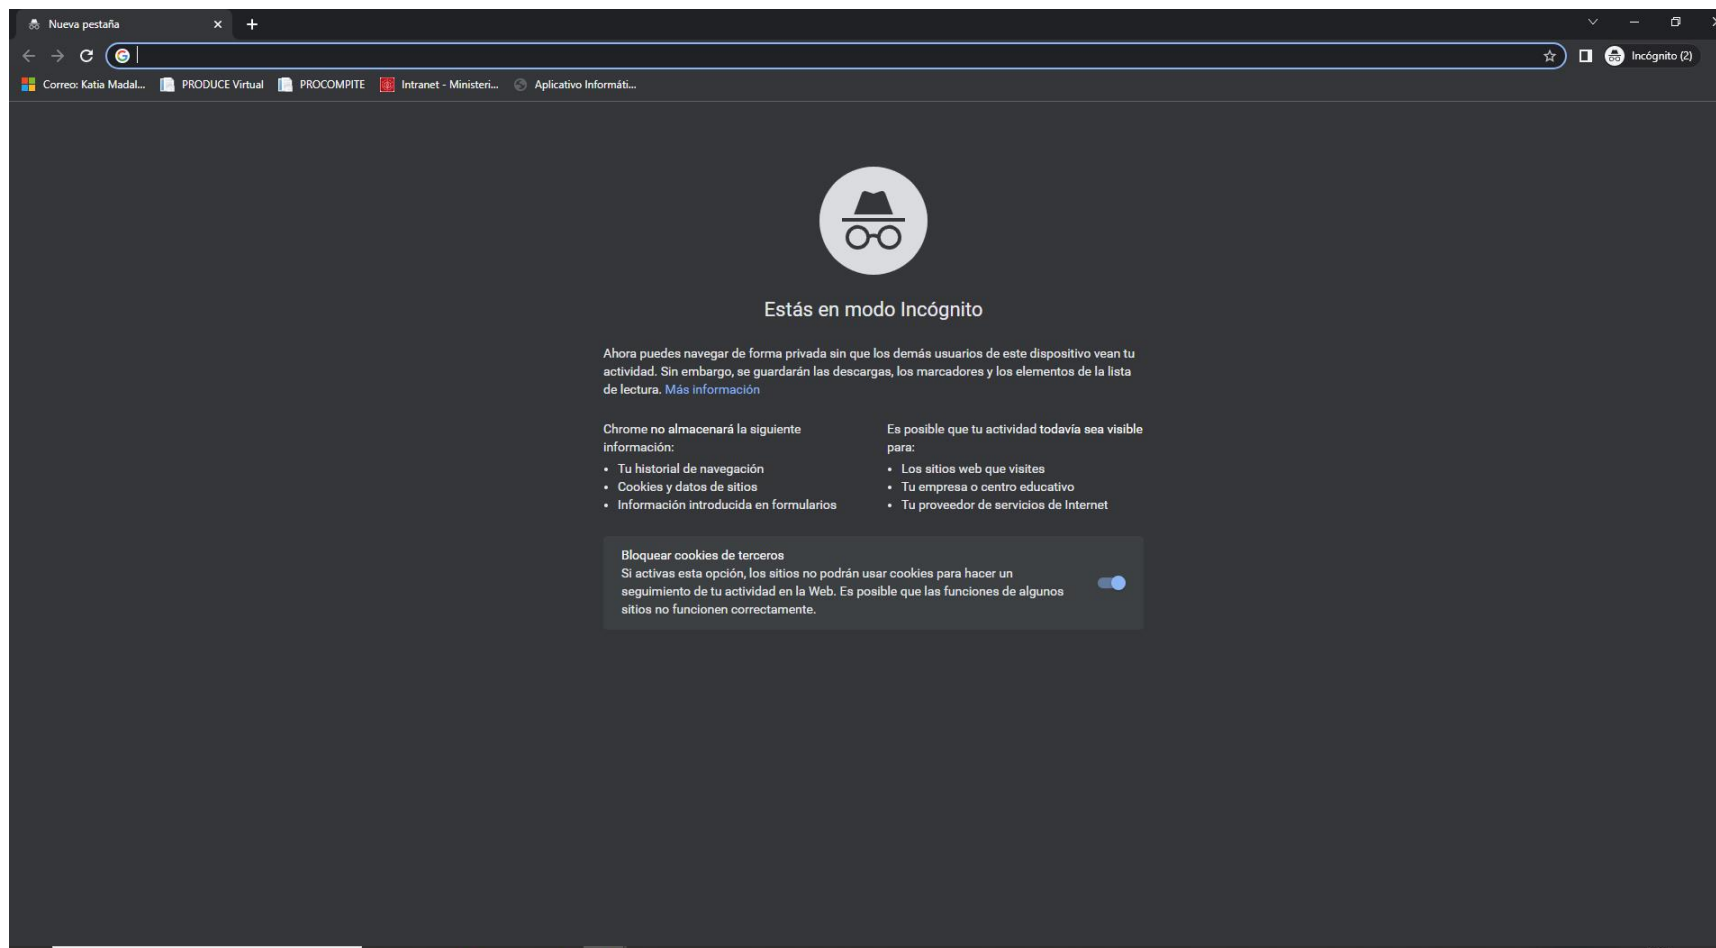 Nueva pestaña
Incógnito (2)
Correo: Katia Madal... PRODUCE Virtual PROCOMPITE Intranet - Ministeri... Aplicativo Informáti...
Estás en modo Incógnito
Ahora puedes navegar de forma privada sin que los demás usuarios de este dispositivo vean tu
actividad. Sin embargo, se guardarán las descargas, los marcadores y los elementos de la lista
de lectura. Más información
Chrome no almacenará la siguiente
información:
• Tu historial de navegación
• Cookies y datos de sitios
• Información introducida en formularios
Es posible que tu actividad todavía sea visible
para:
• Los sitios web que visites
• Tu empresa o centro educativo
• Tu proveedor de servicios de Internet
Bloquear cookies de terceros
Si activas esta opción, los sitios no podrán usar cookies para hacer un
seguimiento de tu actividad en la Web. Es posible que las funciones de algunos
sitios no funcionen correctamente.